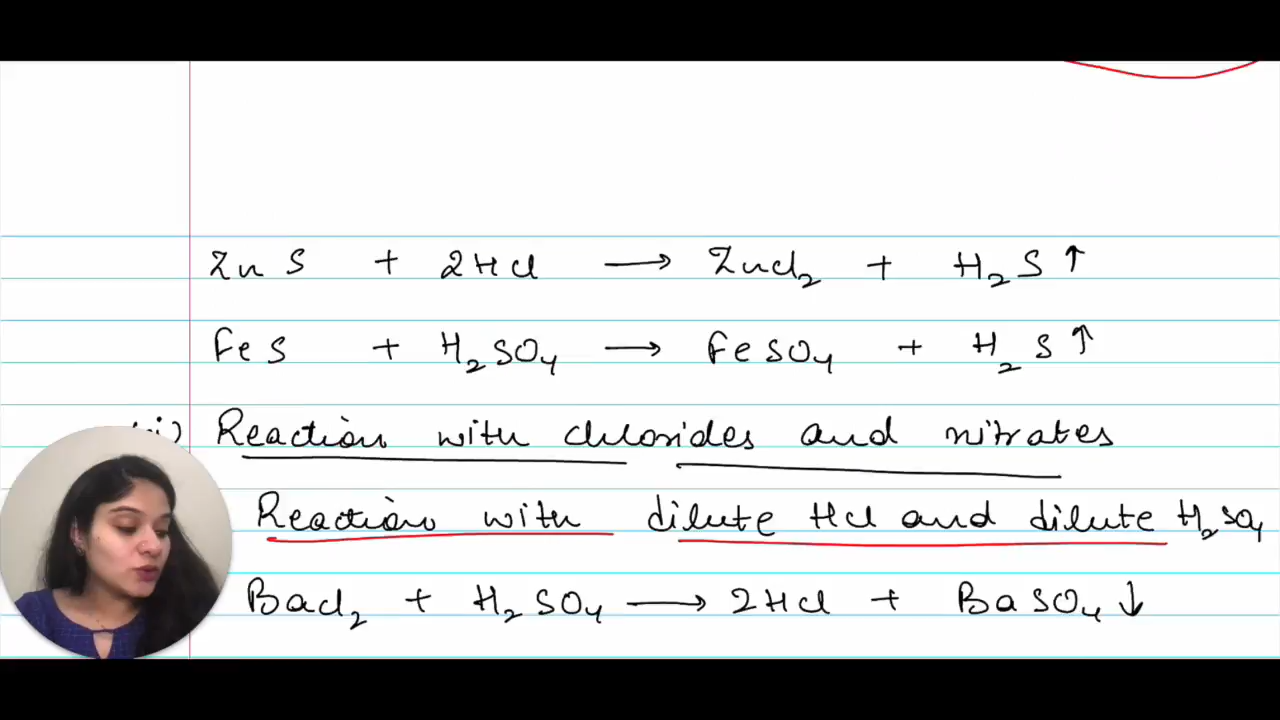 ZnS + 2HCl ⟶ ZnCl₂ + H₂S↑
FeS + H₂SO₄ ⟶ FeSO₄ + H₂S↑
Reaction with chlorides and nitrates
Reaction with dilute HCl and dilute H₂SO₄
BaCl₂ + H₂SO₄ ⟶ 2HCl + BaSO₄↓